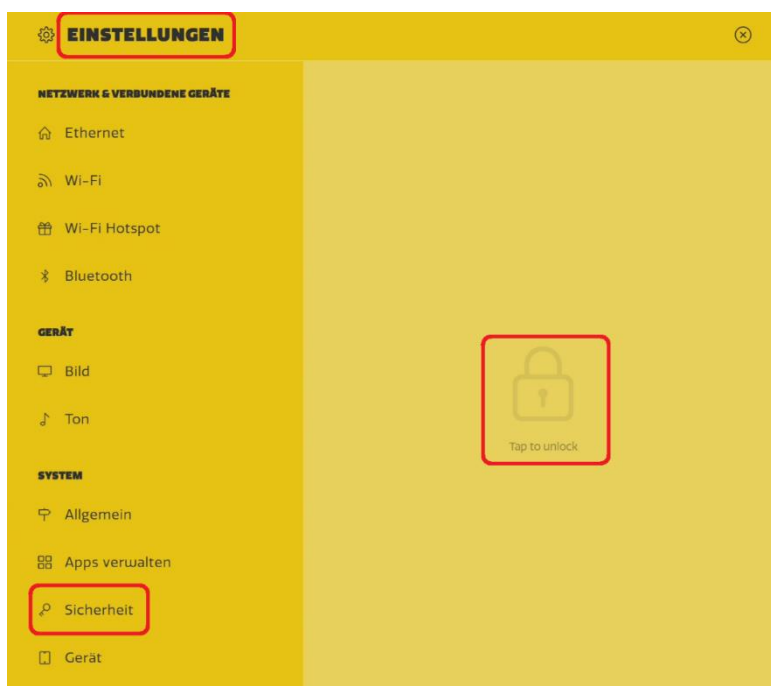 EINSTELLUNGEN
NETZWERK & VERBUNDENE GERÄTE
Ethernet
Wi-Fi
Wi-Fi Hotspot
Bluetooth
GERÄT
Bild
Ton
Tap to unlock
SYSTEM
Allgemein
Apps verwalten
Sicherheit
Gerät